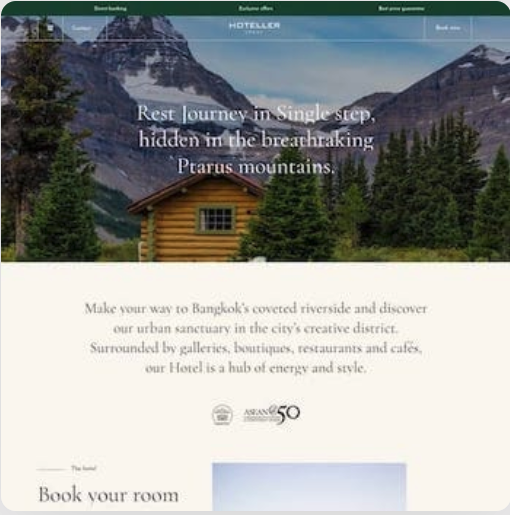 Direct booking Exclusive offers Best price guarantee
Contact HOTELLER Book now
Rest Journey in Single step,
hidden in the breathtaking
`Ptarus mountains.
Make your way to Bangkok's coveted riverside and discover
our urban sanctuary in the city's creative district.
Surrounded by galleries, boutiques, restaurants and cafés,
our Hotel is a hub of energy and style.
ASEAN@50
The hotel
Book your room